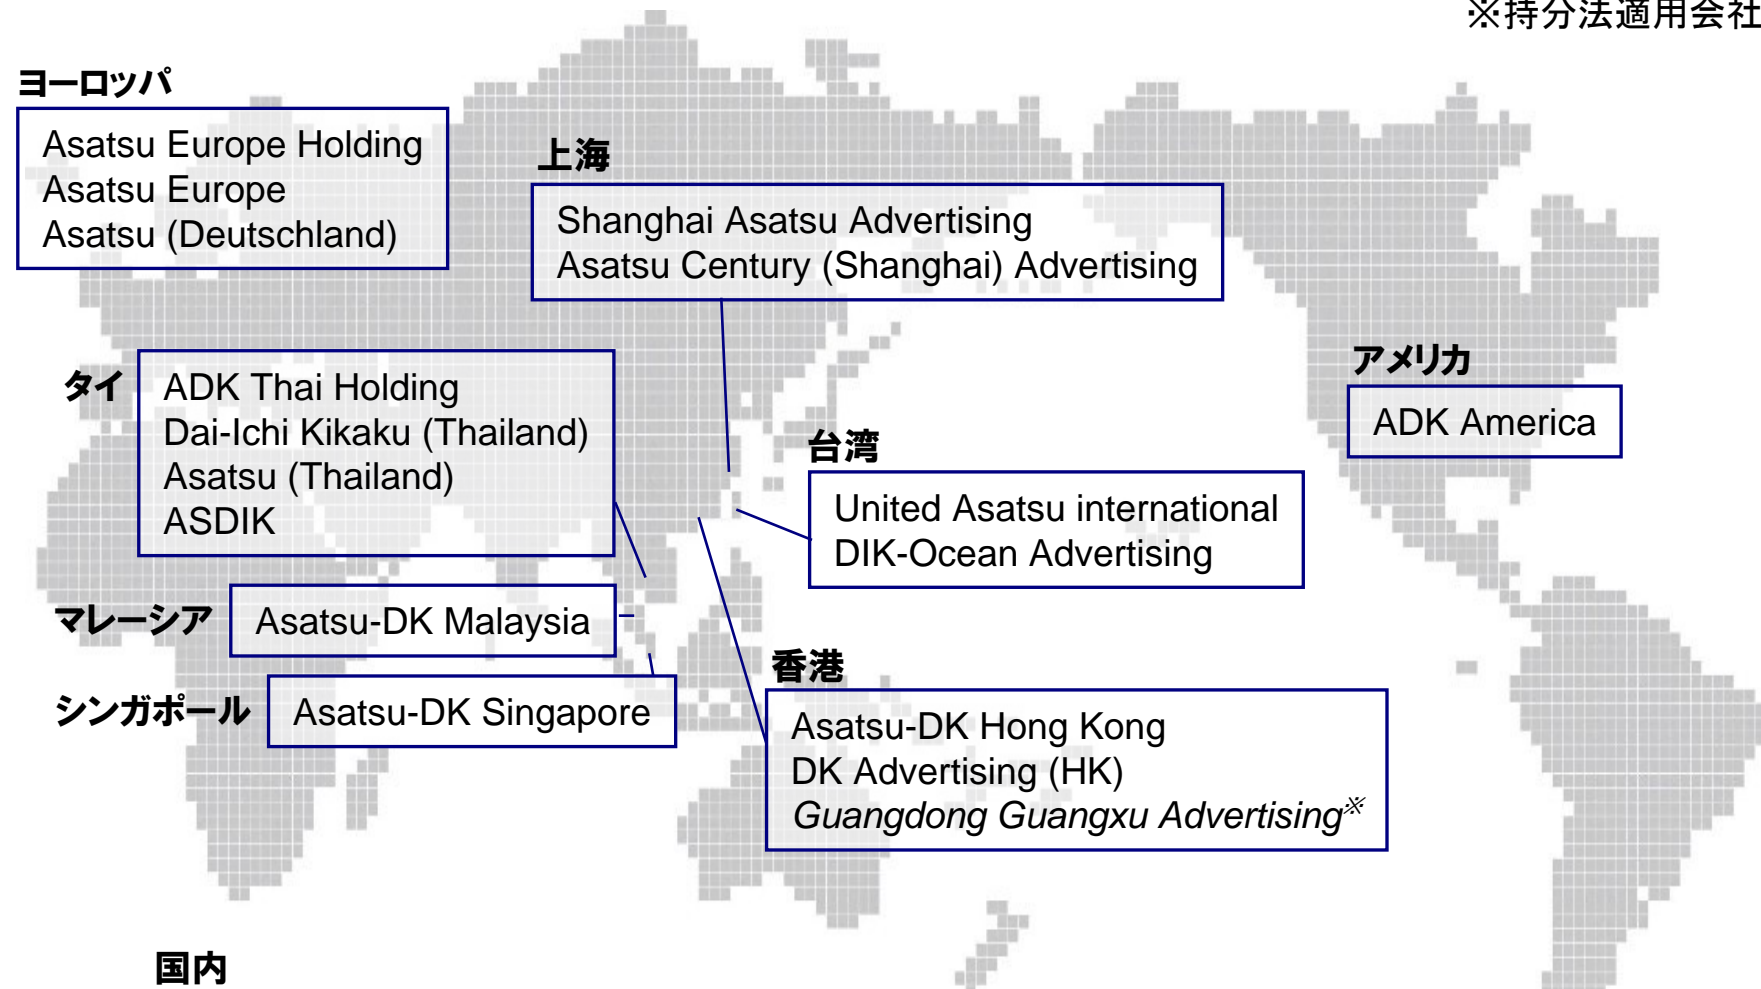 ※持分法適用会社
ヨーロッパ
Asatsu Europe Holding
Asatsu Europe
Asatsu (Deutschland)
上海
Shanghai Asatsu Advertising
Asatsu Century (Shanghai) Advertising
タイ
ADK Thai Holding
Dai-Ichi Kikaku (Thailand)
Asatsu (Thailand)
ASDIK
アメリカ
ADK America
台湾
United Asatsu international
DIK-Ocean Advertising
マレーシア
Asatsu-DK Malaysia
シンガポール
Asatsu-DK Singapore
香港
Asatsu-DK Hong Kong
DK Advertising (HK)
Guangdong Guangxu Advertising※
国内